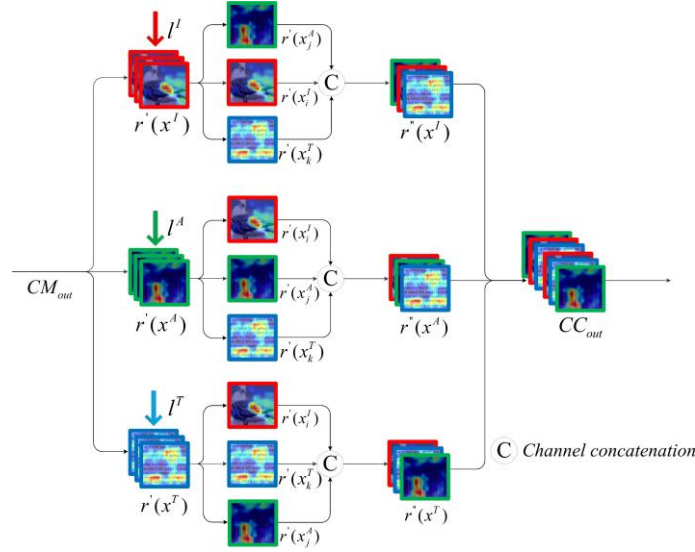 l^I
r'(x_j^A)
r'(x_i^I)
C
r'(x^I)
r'(x_k^T)
r''(x^I)
l^A
r'(x_i^I)
CM_out
r'(x^A)
r'(x_j^A)
C
r'(x_k^T)
r''(x^A)
CC_out
l^T
r'(x_i^I)
r'(x^T)
r'(x_k^T)
C
r'(x_j^A)
r''(x^T)
C Channel concatenation